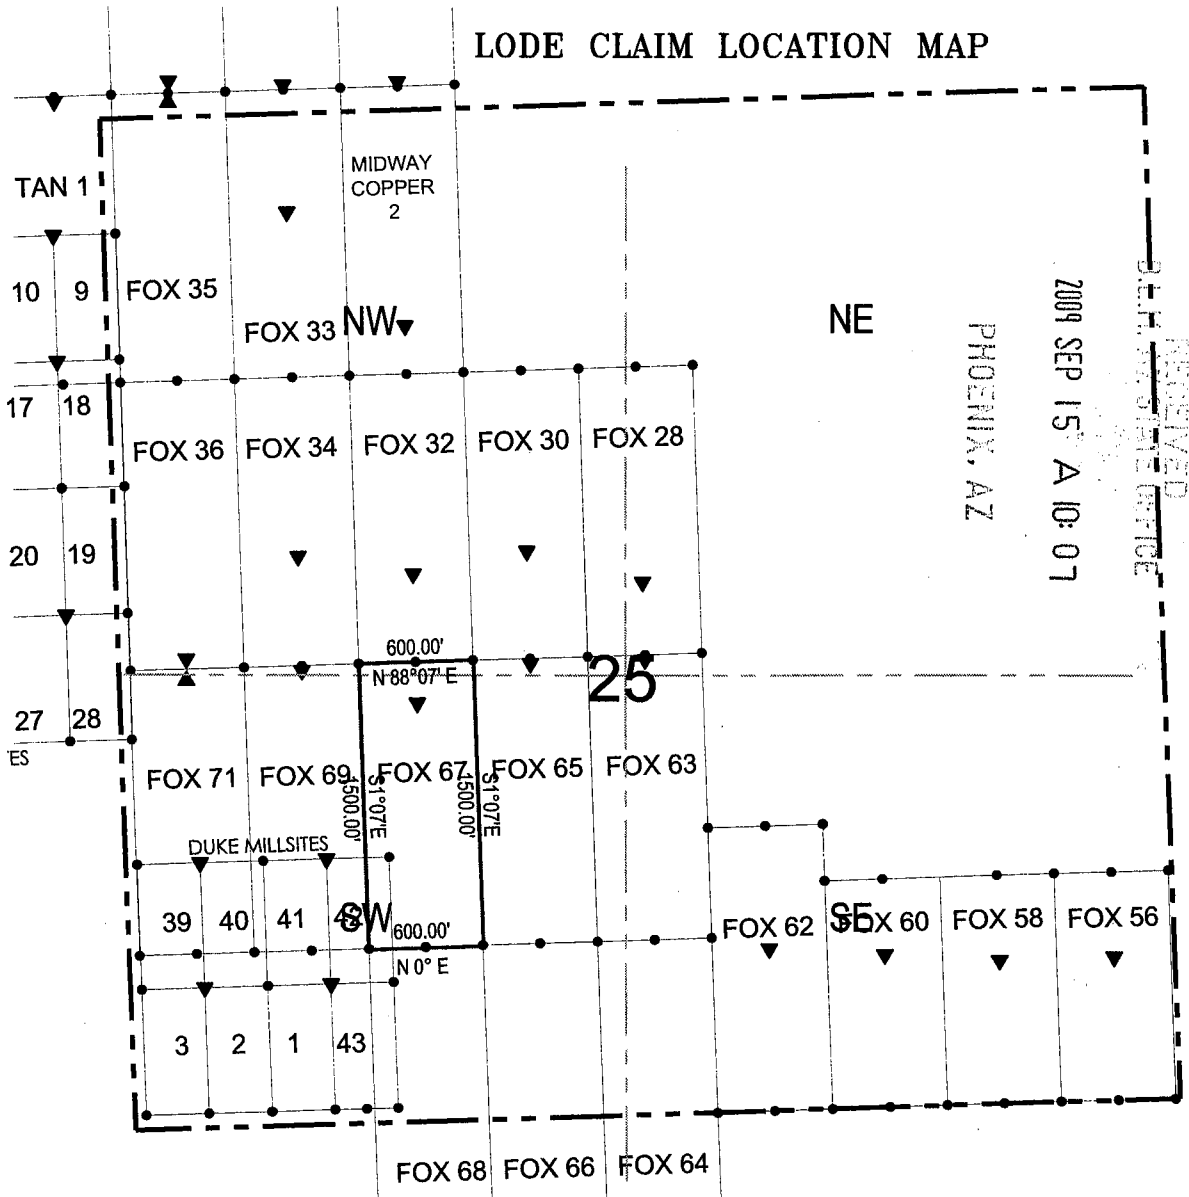 LODE CLAIM LOCATION MAP
TAN 1
MIDWAY
COPPER
2
10
9
FOX 35
FOX 33
NW
NE
17
18
FOX 36
FOX 34
FOX 32
FOX 30
FOX 28
20
19
600.00'
N 88°07' E
25
27
28
'ES
FOX 71
FOX 69
FOX 67
FOX 65
FOX 63
1500.00'
S1°07'E
1500.00'
S1°07'E
DUKE MILLSITES
39
40
41
42
SW
600.00'
N 0° E
FOX 62
SE
FOX 60
FOX 58
FOX 56
3
2
1
43
FOX 68
FOX 66
FOX 64
RECEIVED
STATE OFFICE
2009 SEP 15 A 10: 07
PHOENIX, AZ